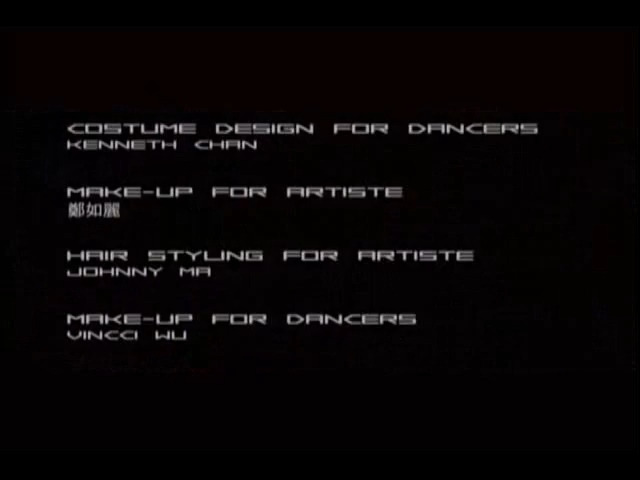 COSTUME DESIGN FOR DANCERS
KENNETH CHAN
MAKE-UP FOR ARTISTE
鄭如麗
HAIR STYLING FOR ARTISTE
JOHNNY MA
MAKE-UP FOR DANCERS
VINCCI WU